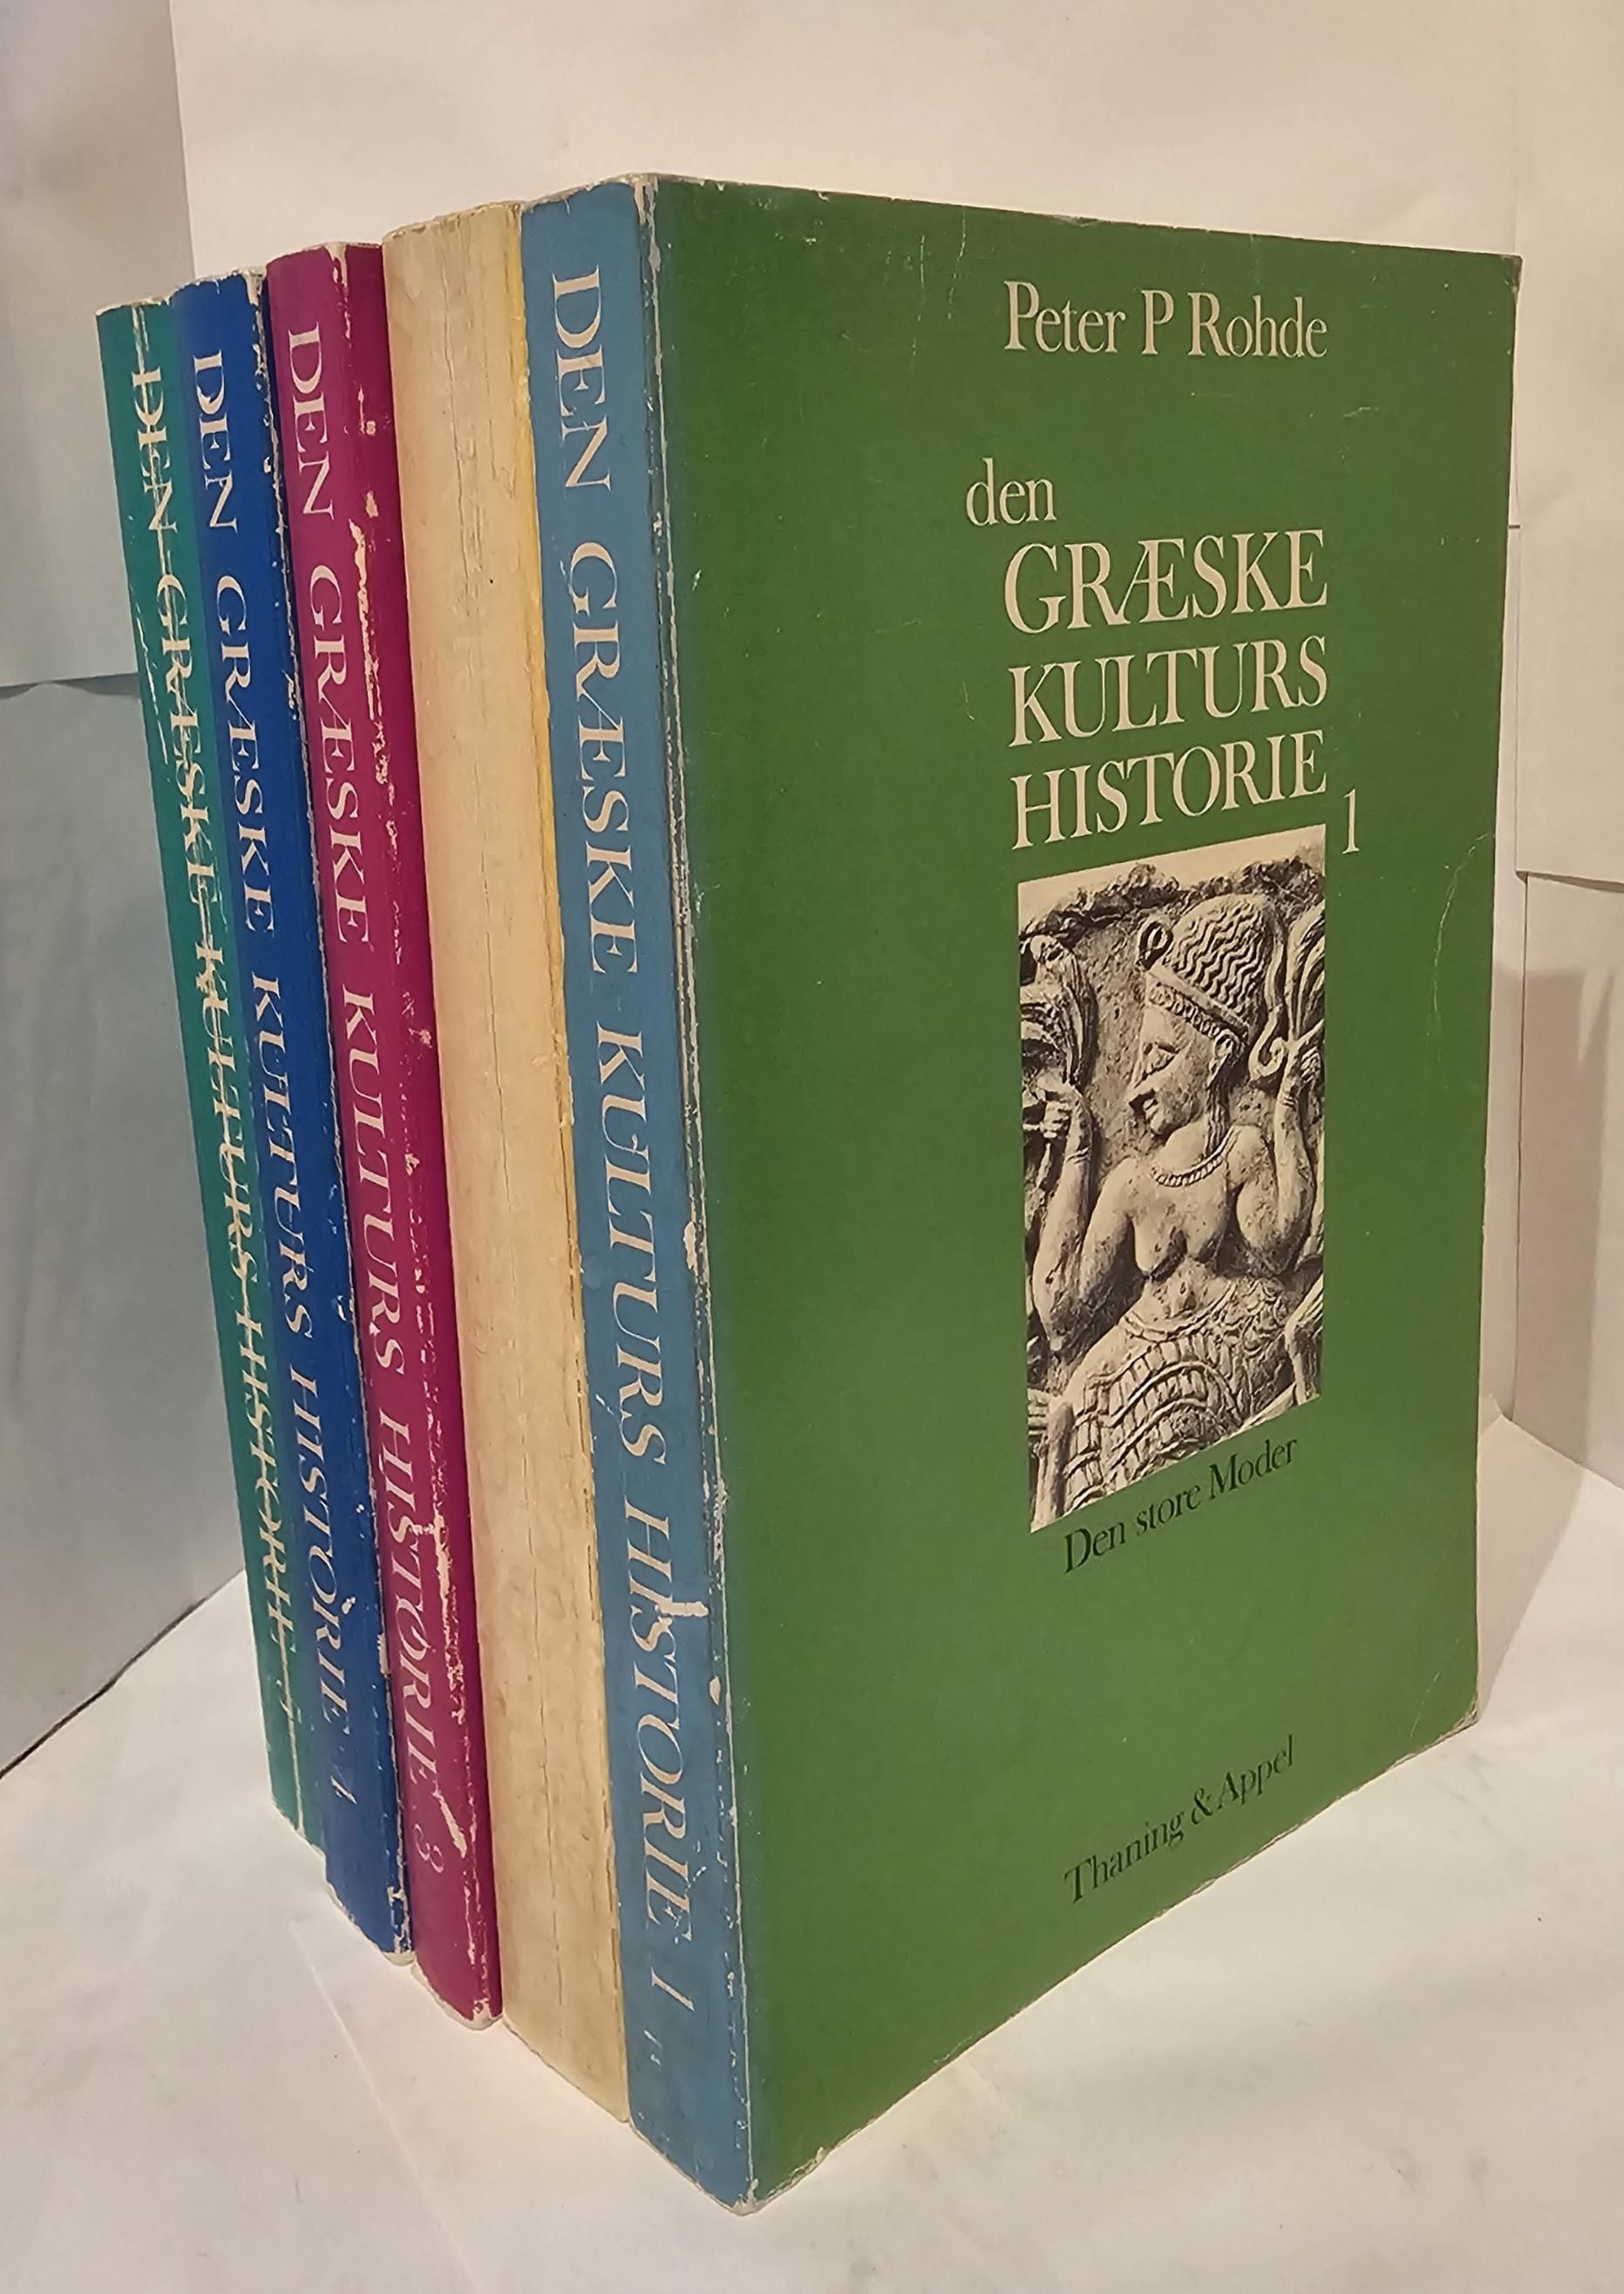 DEN GRÆSKE KULTURS HISTORIE
DEN GRÆSKE KULTURS HISTORIE
DEN GRÆSKE KULTURS HISTORIE 3
DEN GRÆSKE KULTURS HISTORIE 1
Peter P Rohde
den
GRÆSKE
KULTURS
HISTORIE
1
Den store Moder
Thaning & Appel